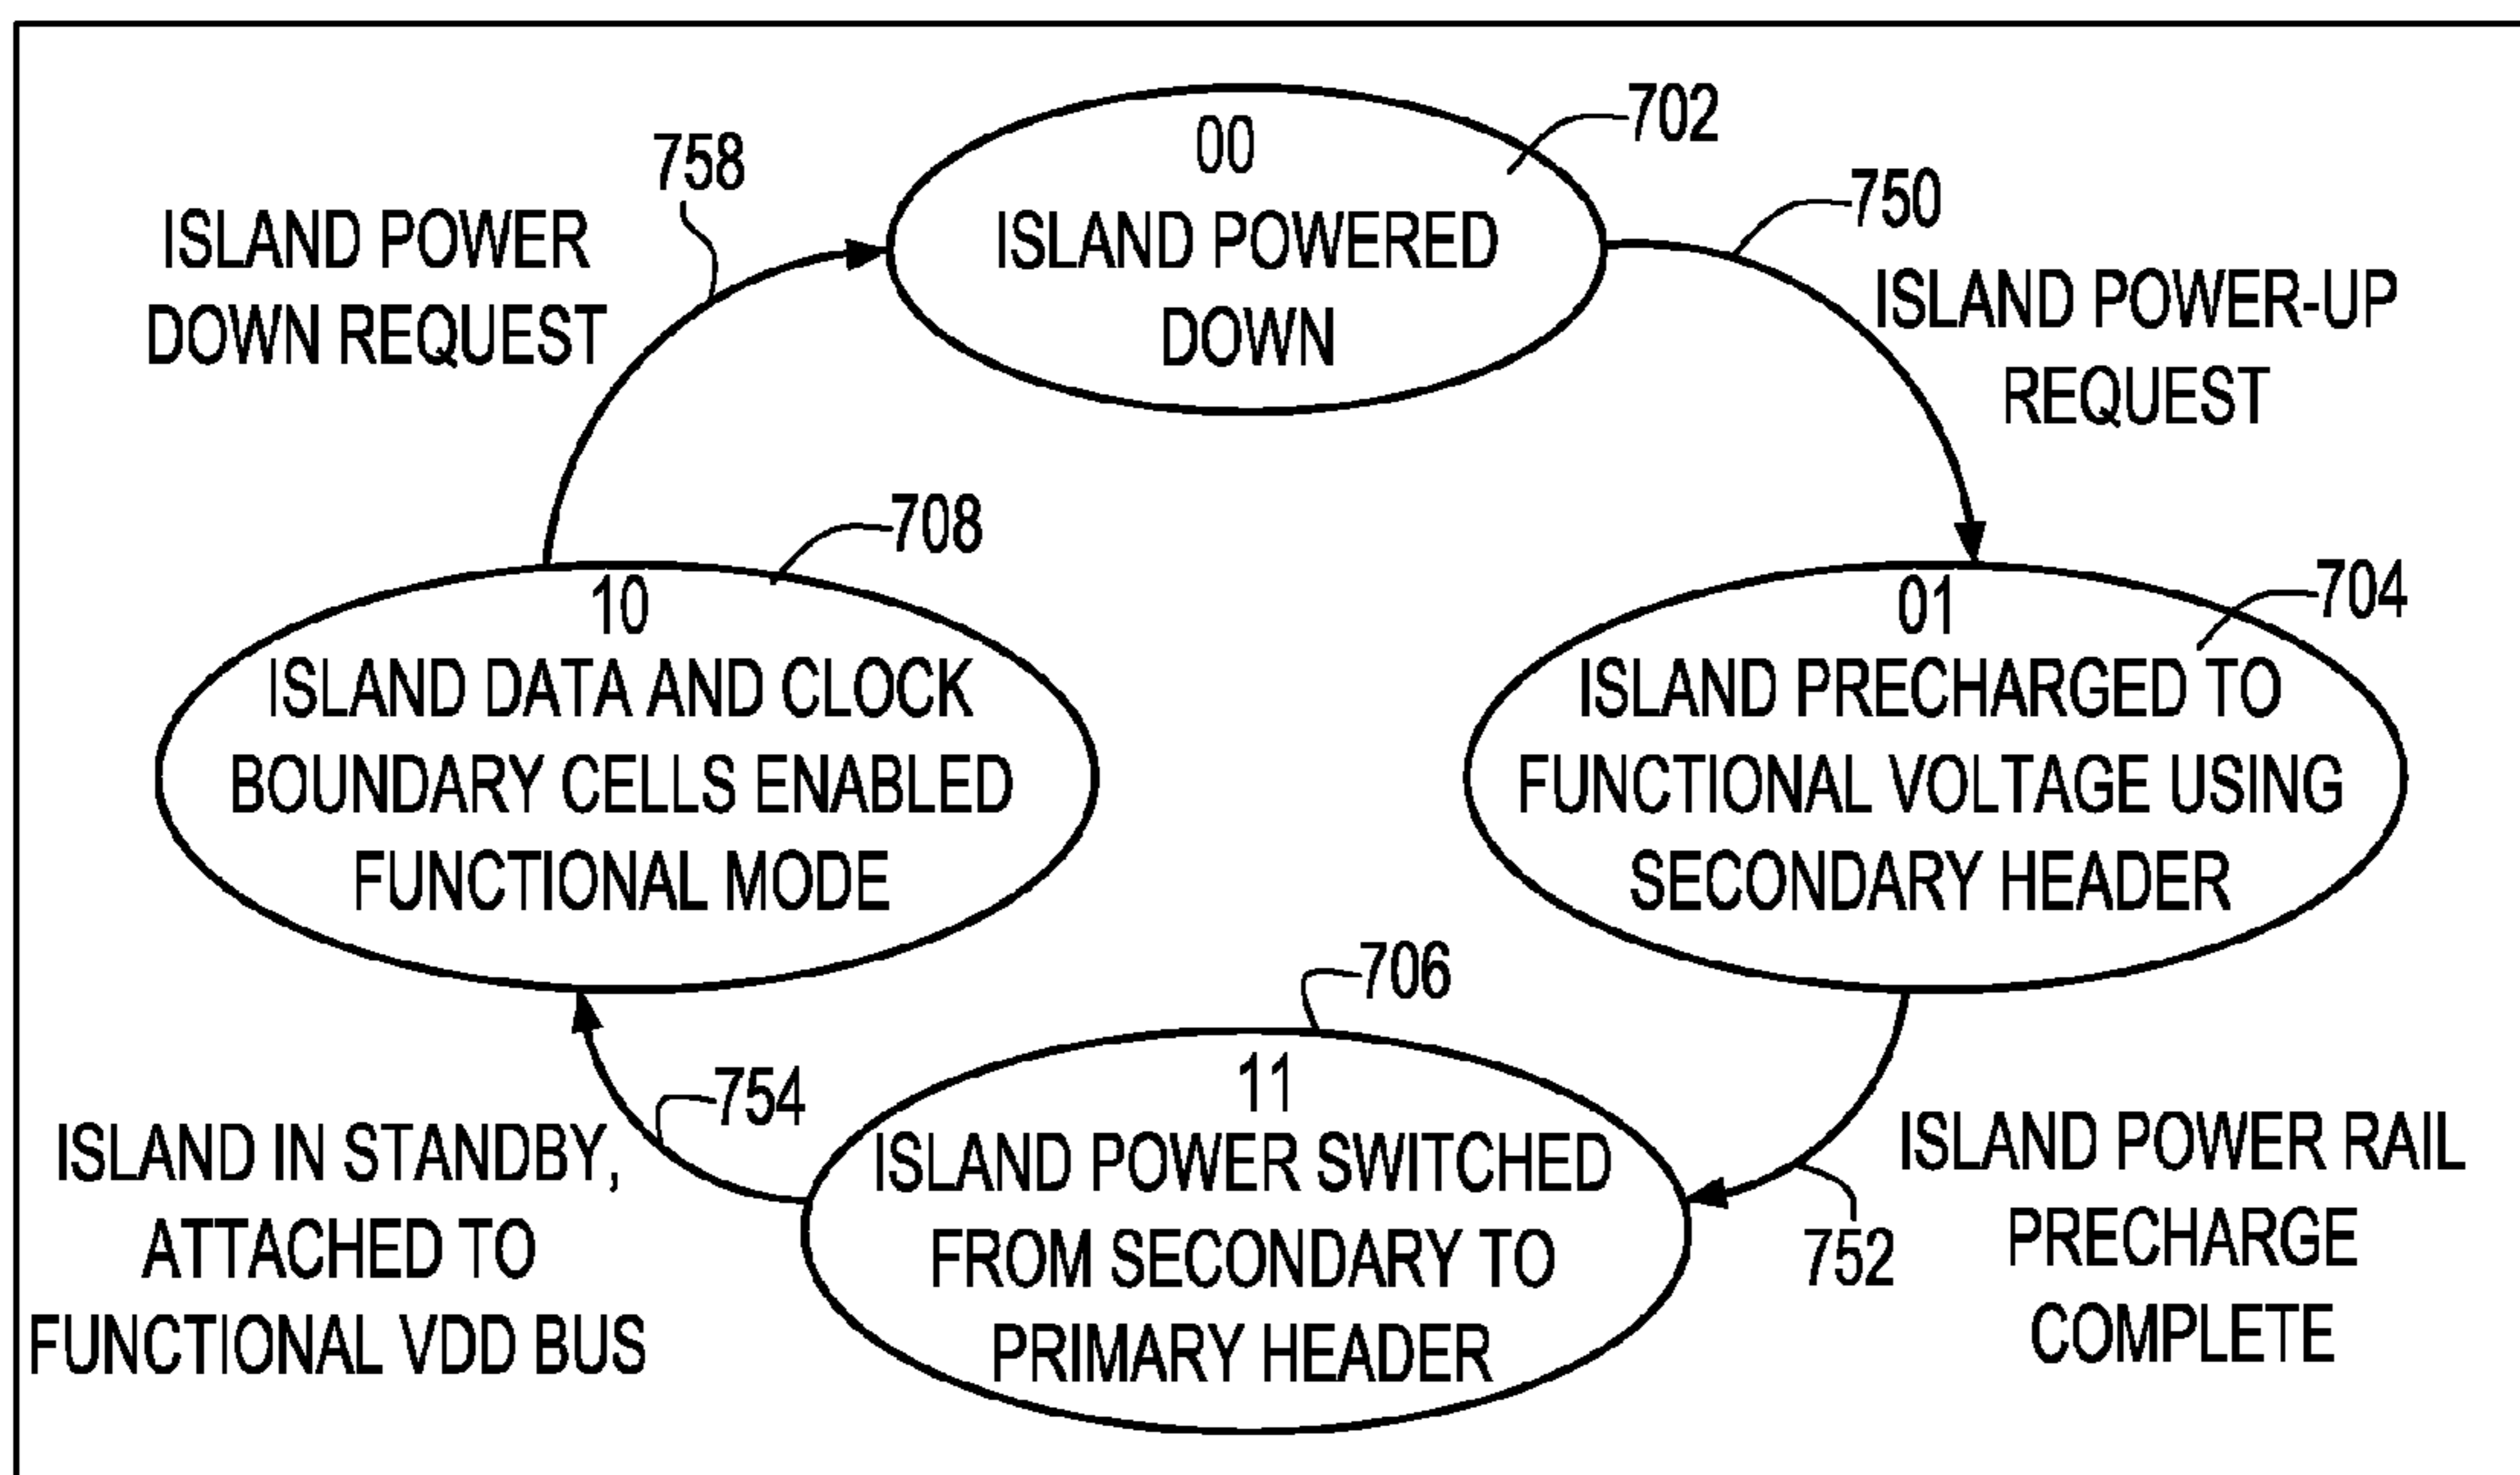 00
ISLAND POWERED
DOWN
702
750
ISLAND POWER-UP
REQUEST
01
ISLAND PRECHARGED TO
FUNCTIONAL VOLTAGE USING
SECONDARY HEADER
704
752
ISLAND POWER RAIL
PRECHARGE
COMPLETE
11
ISLAND POWER SWITCHED
FROM SECONDARY TO
PRIMARY HEADER
706
754
ISLAND IN STANDBY,
ATTACHED TO
FUNCTIONAL VDD BUS
10
ISLAND DATA AND CLOCK
BOUNDARY CELLS ENABLED
FUNCTIONAL MODE
708
758
ISLAND POWER
DOWN REQUEST